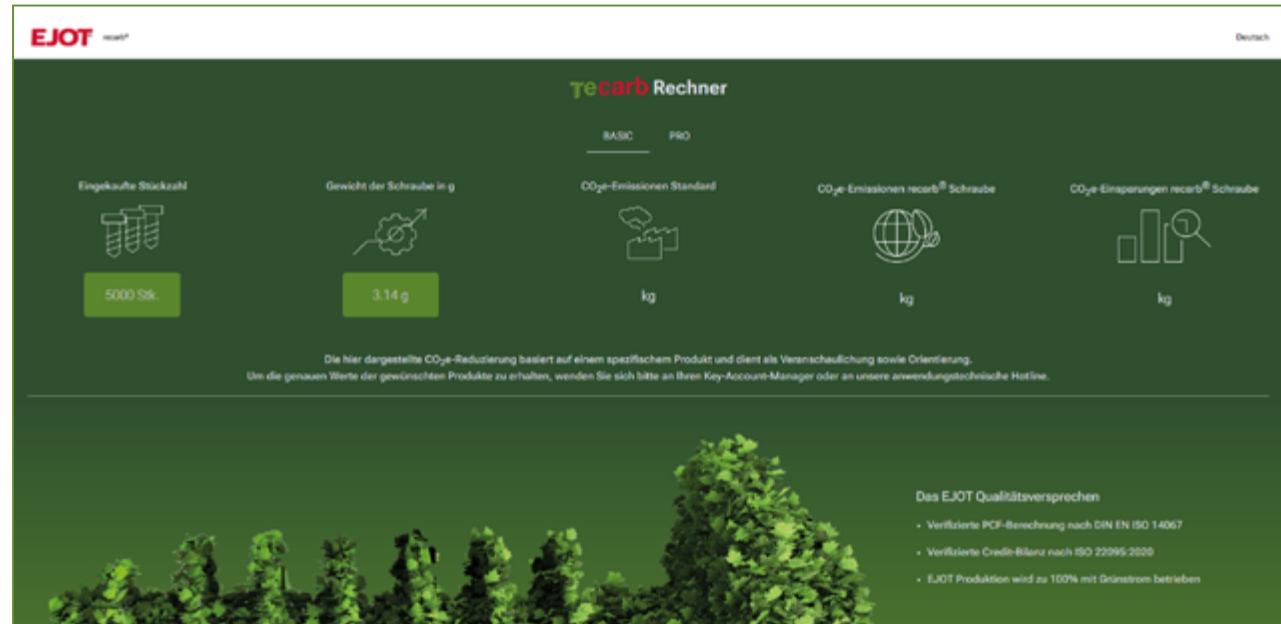 EJOT recarb®
Deutsch
recarb Rechner
BASIC PRO
Eingekaufte Stückzahl
Gewicht der Schraube in g
CO₂e-Emissionen Standard
CO₂e-Emissionen recarb® Schraube
CO₂e-Einsparungen recarb® Schraube
5000 Stk.
3.14 g
kg
kg
kg
Die hier dargestellte CO₂e-Reduzierung basiert auf einem spezifischem Produkt und dient als Veranschaulichung sowie Orientierung.
Um die genauen Werte der gewünschten Produkte zu erhalten, wenden Sie sich bitte an Ihren Key-Account-Manager oder an unsere anwendungstechnische Hotline.
Das EJOT Qualitätsversprechen
• Verifizierte PCF-Berechnung nach DIN EN ISO 14067
• Verifizierte Credit-Bilanz nach ISO 22095:2020
• EJOT Produktion wird zu 100% mit Grünstrom betrieben